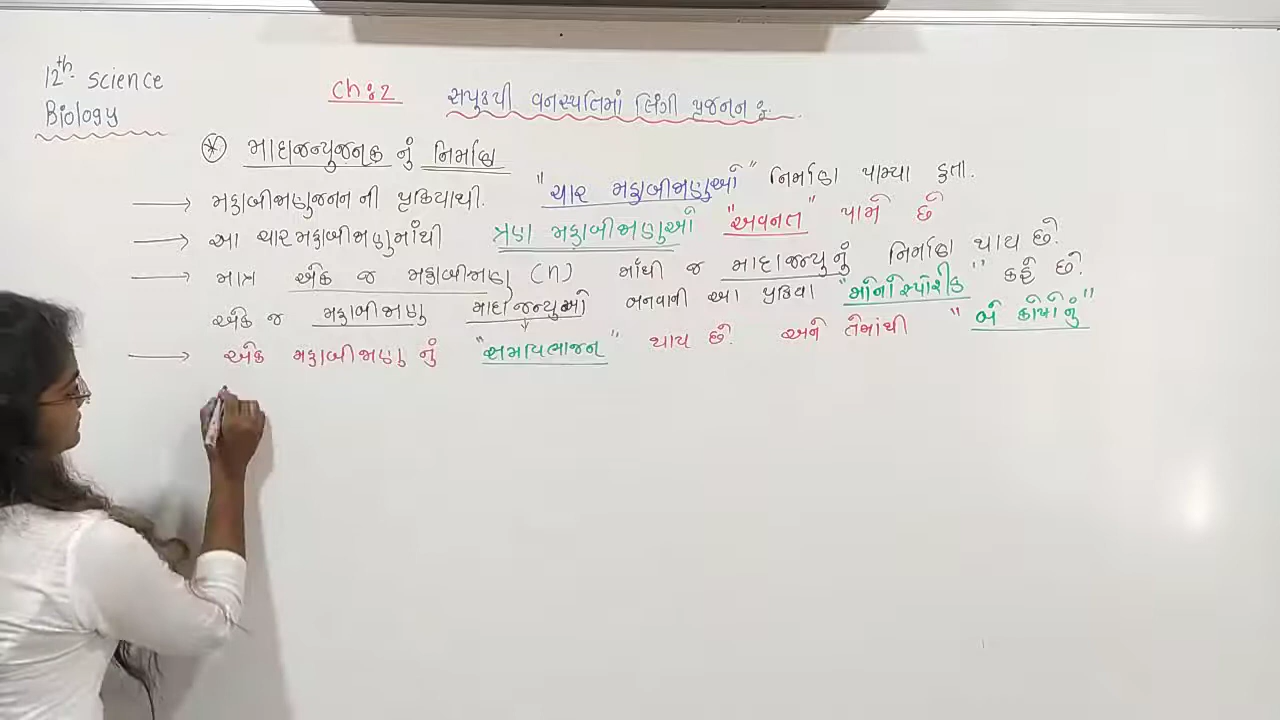 12th science
Biology
Ch:2 સપુષ્પી વનસ્પતિમાં લિંગી પ્રજનન :
* માદાજન્યુજનક નું નિર્માણ
→ મહાબીજાણુજનન ની પ્રક્રિયાથી. "ચાર મહાબીજાણુઓ" નિર્માણ પામ્યા હતા.
→ આ ચાર મહાબીજાણુમાંથી ત્રણ મહાબીજાણુઓ "અવનત" પામે છે
→ માત્ર એક જ મહાબીજાણુ (n) માંથી જ માદાજન્યુનું નિર્માણ થાય છે.
એક જ મહાબીજાણુ માદાજન્યુઓ બનવાની આ પ્રક્રિયા "મોનોસ્પોરીક" કહે છે.
→ એક મહાબીજાણુ નું "સમવિભાજન" થાય છે. અને તેમાંથી "બે કોષોનું"